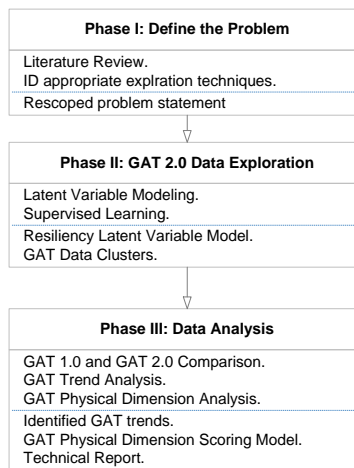 Phase I: Define the Problem
Literature Review.
ID appropriate explration techniques.
Rescoped problem statement
Phase II: GAT 2.0 Data Exploration
Latent Variable Modeling.
Supervised Learning.
Resiliency Latent Variable Model.
GAT Data Clusters.
Phase III: Data Analysis
GAT 1.0 and GAT 2.0 Comparison.
GAT Trend Analysis.
GAT Physical Dimension Analysis.
Identified GAT trends.
GAT Physical Dimension Scoring Model.
Technical Report.